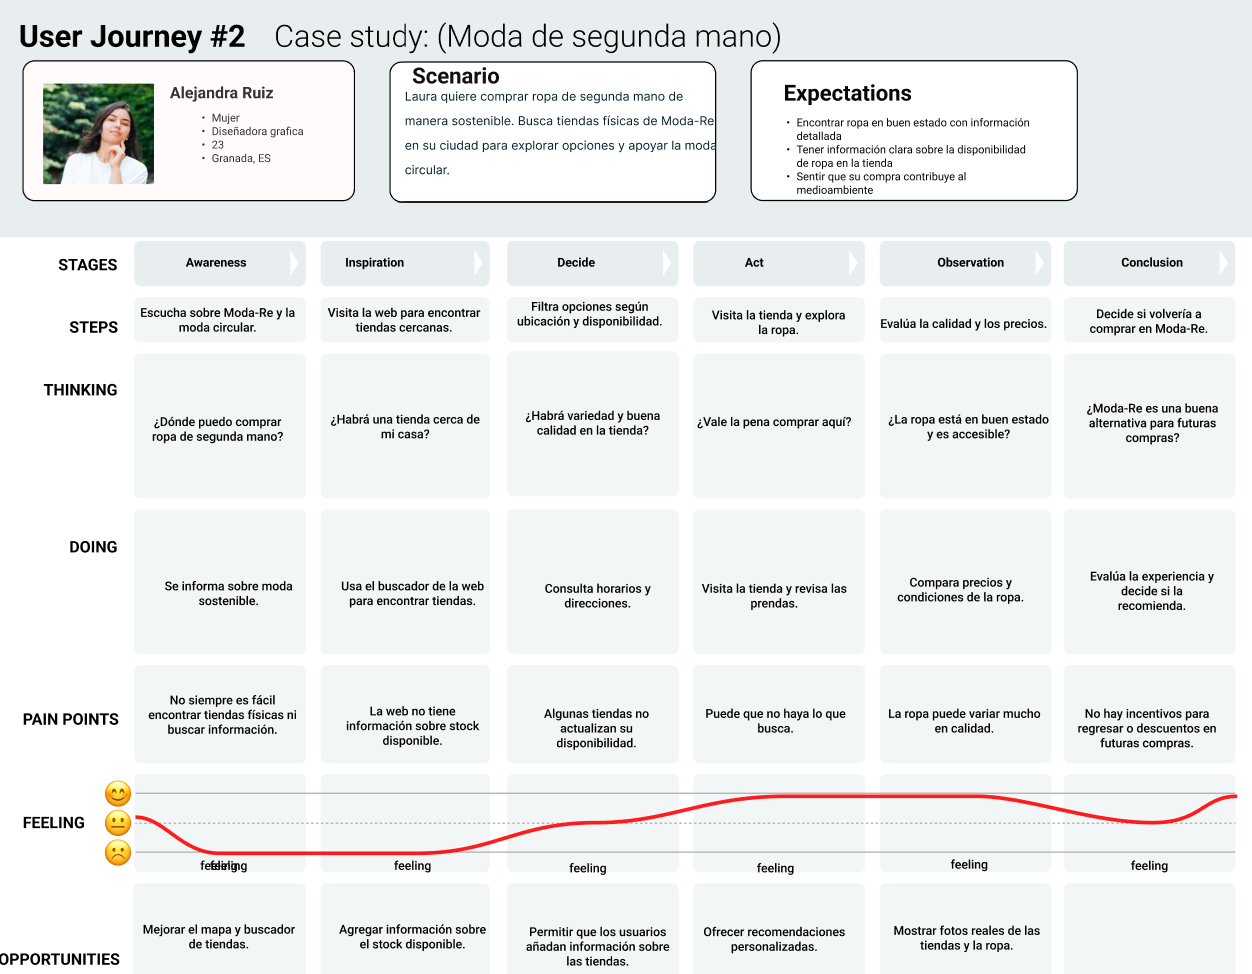 User Journey #2 Case study: (Moda de segunda mano)
Alejandra Ruiz
• Mujer
• Diseñadora grafica
• 23
• Granada, ES
Scenario
Laura quiere comprar ropa de segunda mano de
manera sostenible. Busca tiendas físicas de Moda-Re
en su ciudad para explorar opciones y apoyar la moda
circular.
Expectations
• Encontrar ropa en buen estado con información
detallada
• Tener información clara sobre la disponibilidad
de ropa en la tienda
• Sentir que su compra contribuye al
medioambiente
STAGES
Awareness
Inspiration
Decide
Act
Observation
Conclusion
STEPS
Escucha sobre Moda-Re y la
moda circular.
Visita la web para encontrar
tiendas cercanas.
Filtra opciones según
ubicación y disponibilidad.
Visita la tienda y explora
la ropa.
Evalúa la calidad y los precios.
Decide si volvería a
comprar en Moda-Re.
THINKING
¿Dónde puedo comprar
ropa de segunda mano?
¿Habrá una tienda cerca de
mi casa?
¿Habrá variedad y buena
calidad en la tienda?
¿Vale la pena comprar aquí?
¿La ropa está en buen estado
y es accesible?
¿Moda-Re es una buena
alternativa para futuras
compras?
DOING
Se informa sobre moda
sostenible.
Usa el buscador de la web
para encontrar tiendas.
Consulta horarios y
direcciones.
Visita la tienda y revisa las
prendas.
Compara precios y
condiciones de la ropa.
Evalúa la experiencia y
decide si la
recomienda.
PAIN POINTS
No siempre es fácil
encontrar tiendas físicas ni
buscar información.
La web no tiene
información sobre stock
disponible.
Algunas tiendas no
actualizan su
disponibilidad.
Puede que no haya lo que
busca.
La ropa puede variar mucho
en calidad.
No hay incentivos para
regresar o descuentos en
futuras compras.
FEELING
feeling
feeling
feeling
feeling
feeling
feeling
feeling
OPPORTUNITIES
Mejorar el mapa y buscador
de tiendas.
Agregar información sobre
el stock disponible.
Permitir que los usuarios
añadan información sobre
las tiendas.
Ofrecer recomendaciones
personalizadas.
Mostrar fotos reales de las
tiendas y la ropa.